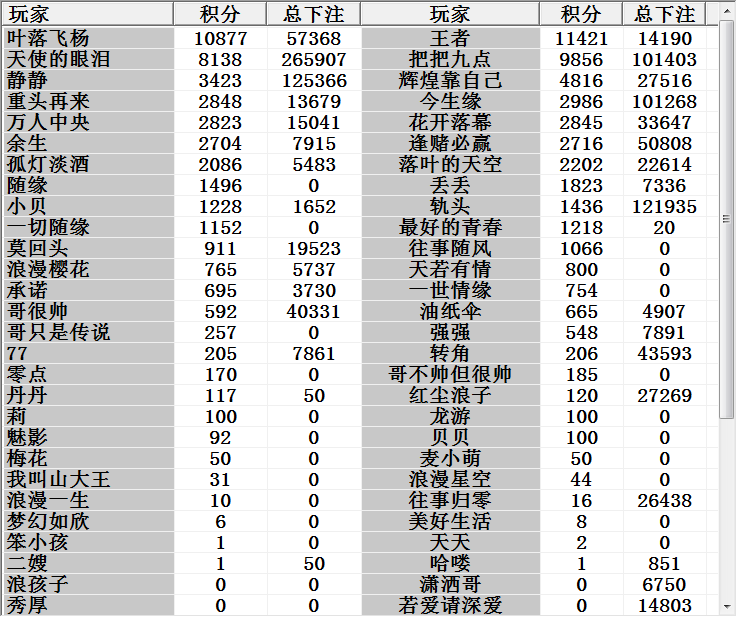 玩家 积分 总下注 玩家 积分 总下注
叶落飞杨 10877 57368 王者 11421 14190
天使的眼泪 8138 265907 把把九点 9856 101403
静静 3423 125366 辉煌靠自己 4816 27516
重头再来 2848 13679 今生缘 2986 101268
万人中央 2823 15041 花开落幕 2845 33647
余生 2704 7915 逢赌必赢 2716 50808
孤灯淡酒 2086 5483 落叶的天空 2202 22614
随缘 1496 0 丢丢 1823 7336
小贝 1228 1652 轨头 1436 121935
一切随缘 1152 0 最好的青春 1218 20
莫回头 911 19523 往事随风 1066 0
浪漫樱花 765 5737 天若有情 800 0
承诺 695 3730 一世情缘 754 0
哥很帅 592 40331 油纸伞 665 4907
哥只是传说 257 0 强强 548 7891
77 205 7861 转角 206 43593
零点 170 0 哥不帅但很帅 185 0
丹丹 117 50 红尘浪子 120 27269
莉 100 0 龙游 100 0
魅影 92 0 贝贝 100 0
梅花 50 0 麦小萌 50 0
我叫山大王 31 0 浪漫星空 44 0
浪漫一生 10 0 往事归零 16 26438
梦幻如欣 6 0 美好生活 8 0
笨小孩 1 0 天天 2 0
二嫂 1 50 哈喽 1 851
浪孩子 0 0 潇洒哥 0 6750
秀厚 0 0 若爱请深爱 0 14803